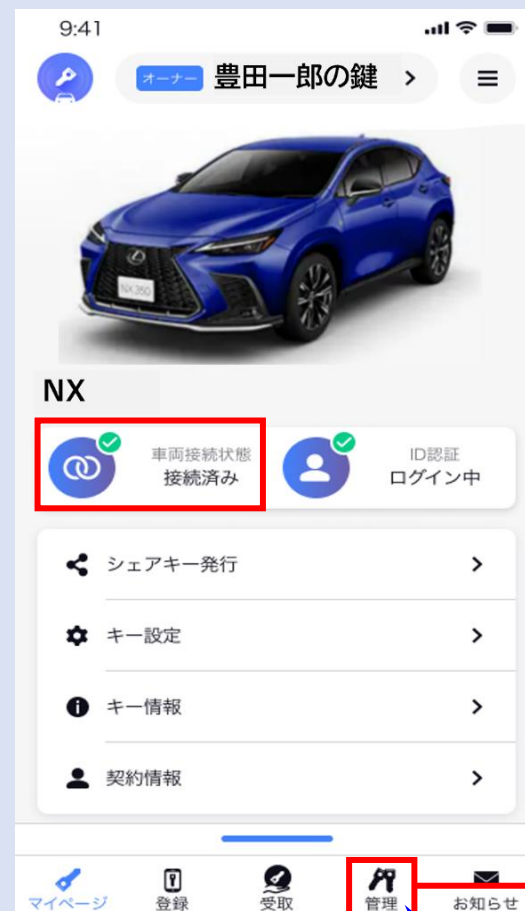 9:41
オーナー 豊田一郎の鍵
NX350
NX
車両接続状態
接続済み
ID認証
ログイン中
シェアキー発行
キー設定
キー情報
契約情報
マイページ 登録 受取 管理 お知らせ